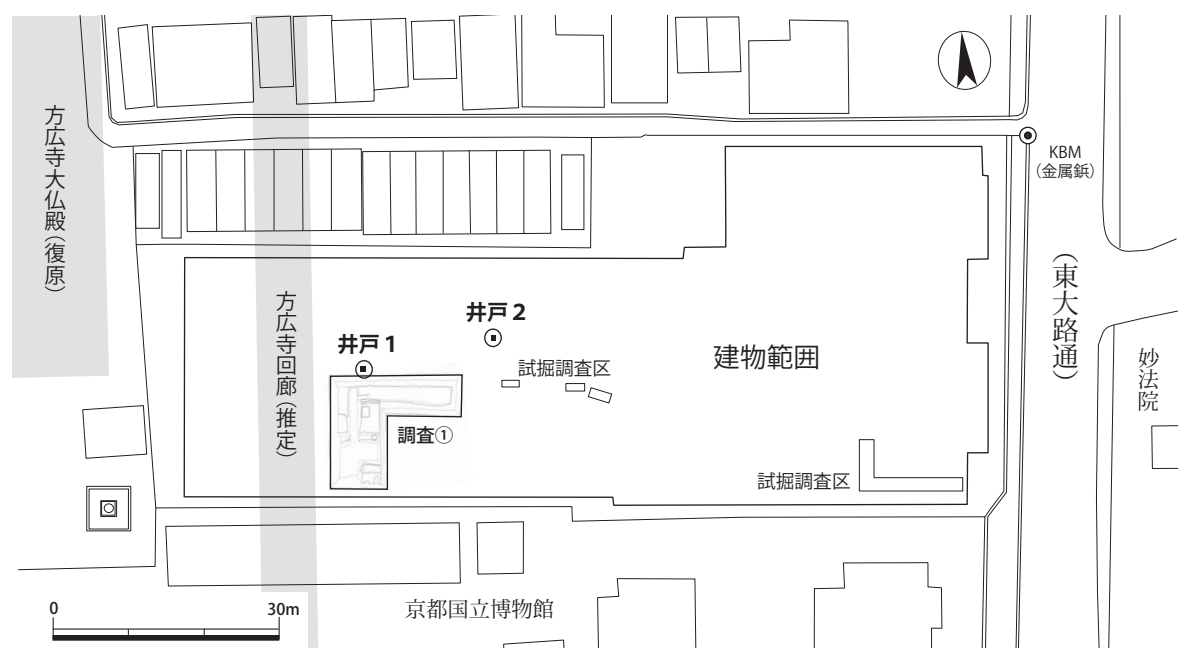 方広寺大仏殿(復原)
方広寺回廊(推定)
井戸1
井戸2
試掘調査区
調査①
建物範囲
試掘調査区
KBM
(金属鋲)
(東大路通)
妙法院
京都国立博物館
0
30m